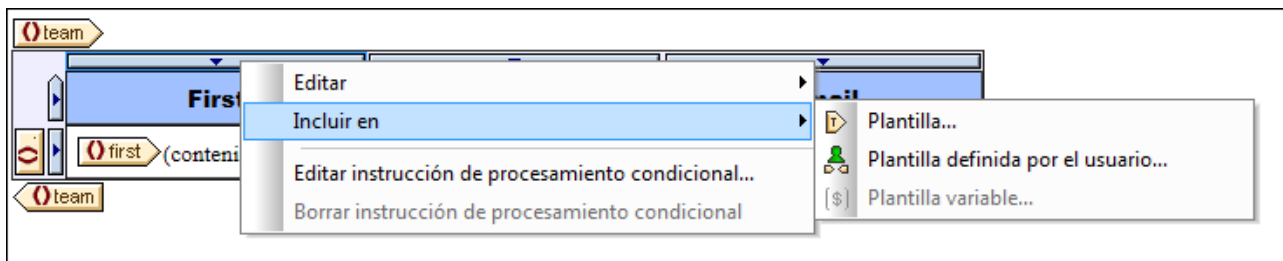 ()team
Editar
First
Incluir en
Plantilla...
()first (conteni
Plantilla definida por el usuario...
Editar instrucción de procesamiento condicional...
()team
Plantilla variable...
Borrar instrucción de procesamiento condicional